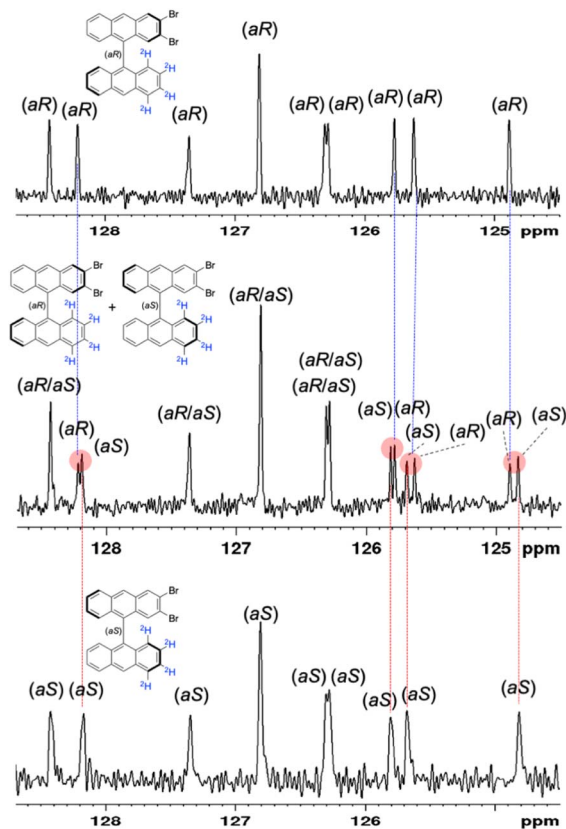 Br
Br
(aR)
²H
²H
²H
²H
(aR)
(aR) (aR)
(aR)
(aR) (aR)
(aR) (aR)
(aR)
128 127 126 125 ppm
Br
Br
(aR)
²H
²H
²H
²H
+
Br
Br
(aS)
²H
²H
²H
²H
(aR/aS)
(aR/aS)
(aR/aS)
(aR/aS)
(aR/aS)
(aR)
(aS)
(aS) (aR)
(aS)
(aR)
(aR)
(aS)
128 127 126 125 ppm
Br
Br
(aS)
²H
²H
²H
²H
(aS)
(aS) (aS)
(aS)
(aS) (aS)
(aS) (aS)
(aS)
128 127 126 125 ppm